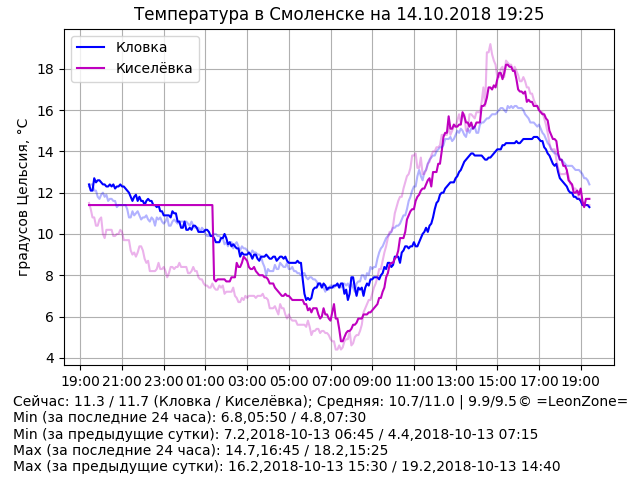 Температура в Смоленске на 14.10.2018 19:25
Кловка
Киселёвка
градусов Цельсия, °C
18
16
14
12
10
8
6
4
19:00 21:00 23:00 01:00 03:00 05:00 07:00 09:00 11:00 13:00 15:00 17:00 19:00
Сейчас: 11.3 / 11.7 (Кловка / Киселёвка); Средняя: 10.7/11.0 | 9.9/9.5© =LeonZone=
Min (за последние 24 часа): 6.8,05:50 / 4.8,07:30
Min (за предыдущие сутки): 7.2,2018-10-13 06:45 / 4.4,2018-10-13 07:15
Max (за последние 24 часа): 14.7,16:45 / 18.2,15:25
Max (за предыдущие сутки): 16.2,2018-10-13 15:30 / 19.2,2018-10-13 14:40